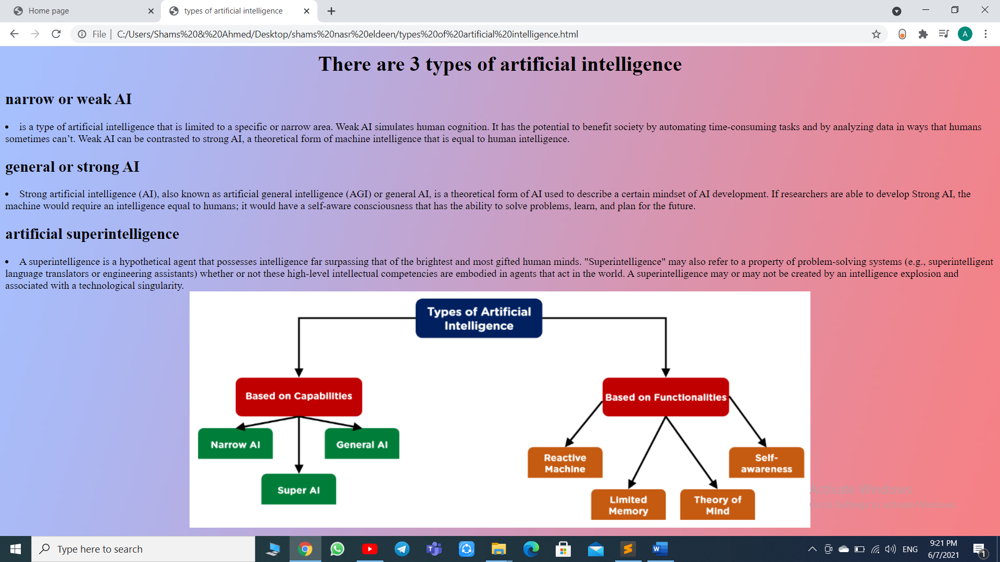 Home page
types of artificial intelligence
File
C:/Users/Shams%20&%20Ahmed/Desktop/shams%20nasr%20eldeen/types%20of%20artificial%20intelligence.html
A
There are 3 types of artificial intelligence
narrow or weak AI
• is a type of artificial intelligence that is limited to a specific or narrow area. Weak AI simulates human cognition. It has the potential to benefit society by automating time-consuming tasks and by analyzing data in ways that humans
sometimes can’t. Weak AI can be contrasted to strong AI, a theoretical form of machine intelligence that is equal to human intelligence.
general or strong AI
• Strong artificial intelligence (AI), also known as artificial general intelligence (AGI) or general AI, is a theoretical form of AI used to describe a certain mindset of AI development. If researchers are able to develop Strong AI, the
machine would require an intelligence equal to humans; it would have a self-aware consciousness that has the ability to solve problems, learn, and plan for the future.
artificial superintelligence
• A superintelligence is a hypothetical agent that possesses intelligence far surpassing that of the brightest and most gifted human minds. "Superintelligence" may also refer to a property of problem-solving systems (e.g., superintelligent
language translators or engineering assistants) whether or not these high-level intellectual competencies are embodied in agents that act in the world. A superintelligence may or may not be created by an intelligence explosion and
associated with a technological singularity.
Types of Artificial
Intelligence
Based on Capabilities
Based on Functionalities
Narrow AI
General AI
Super AI
Reactive
Machine
Self-
awareness
Limited
Memory
Theory of
Mind
Activate Windows
Go to Settings to activate Windows.
Type here to search
ENG
9:21 PM
6/7/2021
1